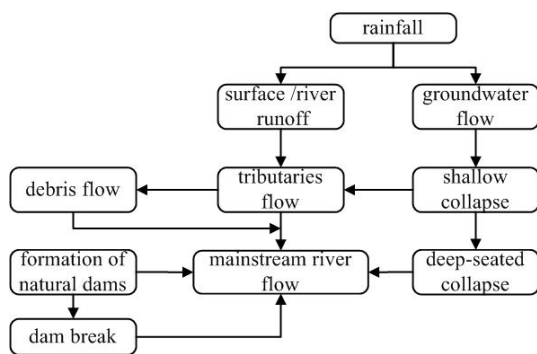 rainfall
surface /river
runoff
groundwater
flow
debris flow
tributaries
flow
shallow
collapse
formation of
natural dams
mainstream river
flow
deep-seated
collapse
dam break